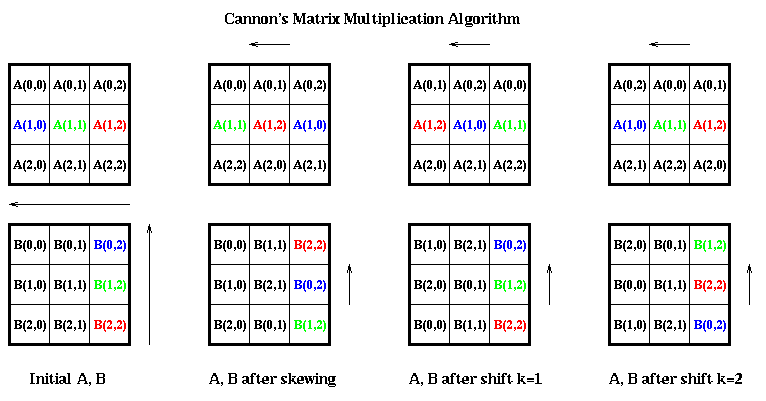 Cannon's Matrix Multiplication Algorithm
A(0,0) A(0,1) A(0,2) A(0,0) A(0,1) A(0,2) A(0,1) A(0,2) A(0,0) A(0,2) A(0,0) A(0,1)
A(1,0) A(1,1) A(1,2) A(1,1) A(1,2) A(1,0) A(1,2) A(1,0) A(1,1) A(1,0) A(1,1) A(1,2)
A(2,0) A(2,1) A(2,2) A(2,2) A(2,0) A(2,1) A(2,0) A(2,1) A(2,2) A(2,1) A(2,2) A(2,0)
B(0,0) B(0,1) B(0,2) B(0,0) B(1,1) B(2,2) B(1,0) B(2,1) B(0,2) B(2,0) B(0,1) B(1,2)
B(1,0) B(1,1) B(1,2) B(1,0) B(2,1) B(0,2) B(2,0) B(0,1) B(1,2) B(0,0) B(1,1) B(2,2)
B(2,0) B(2,1) B(2,2) B(2,0) B(0,1) B(1,2) B(0,0) B(1,1) B(2,2) B(1,0) B(2,1) B(0,2)
Initial A, B A, B after skewing A, B after shift k=1 A, B after shift k=2